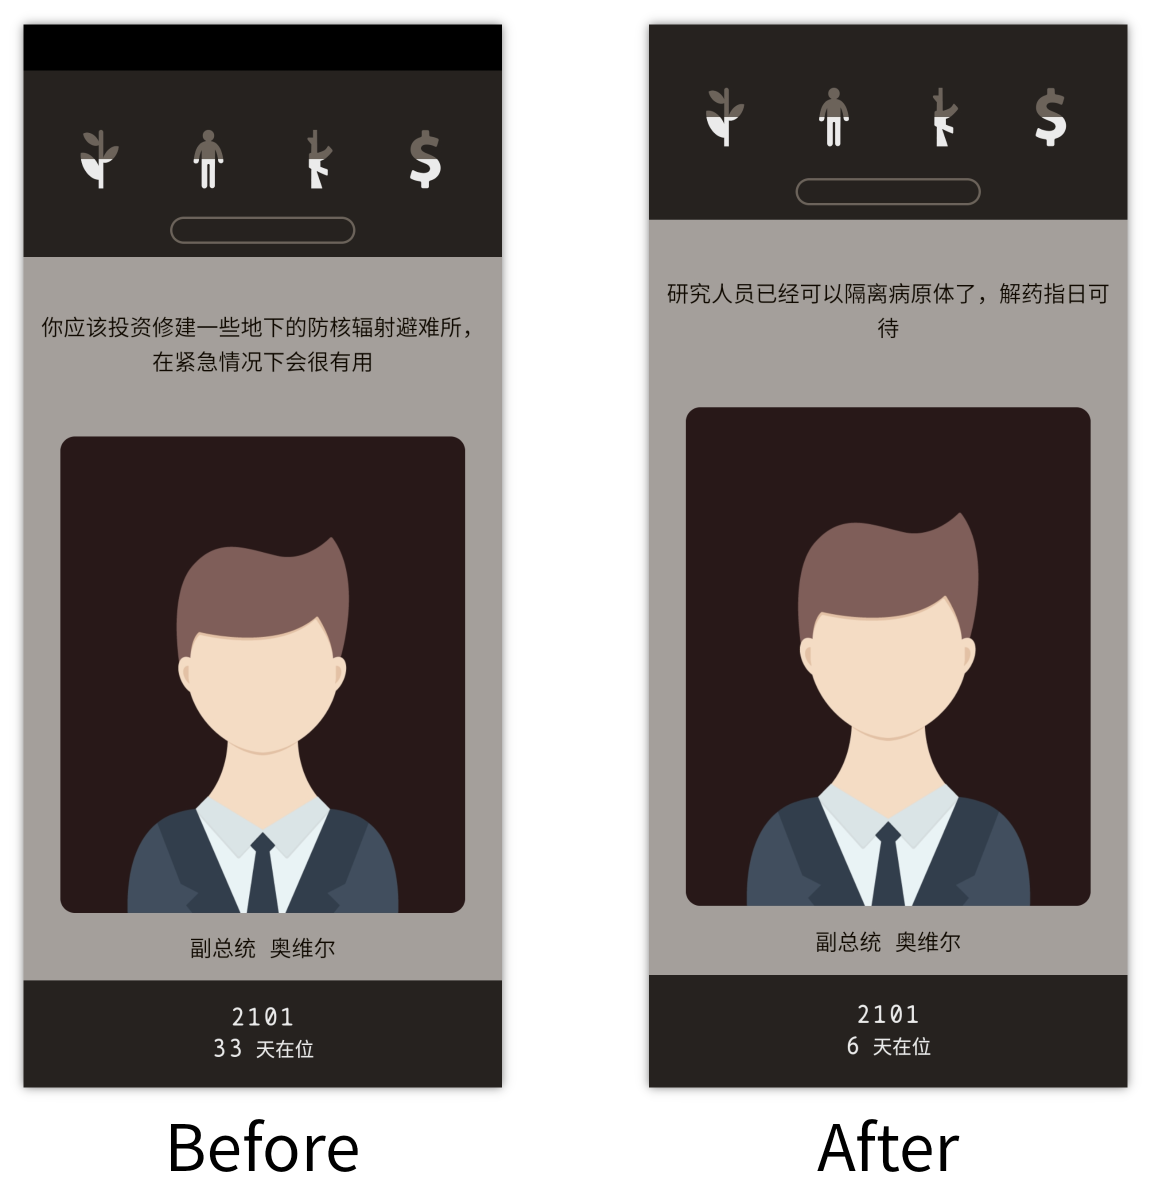 你应该投资修建一些地下的防核辐射避难所，
在紧急情况下会很有用
副总统 奥维尔
2101
33 天在位
Before
研究人员已经可以隔离病原体了，解药指日可
待
副总统 奥维尔
2101
6 天在位
After